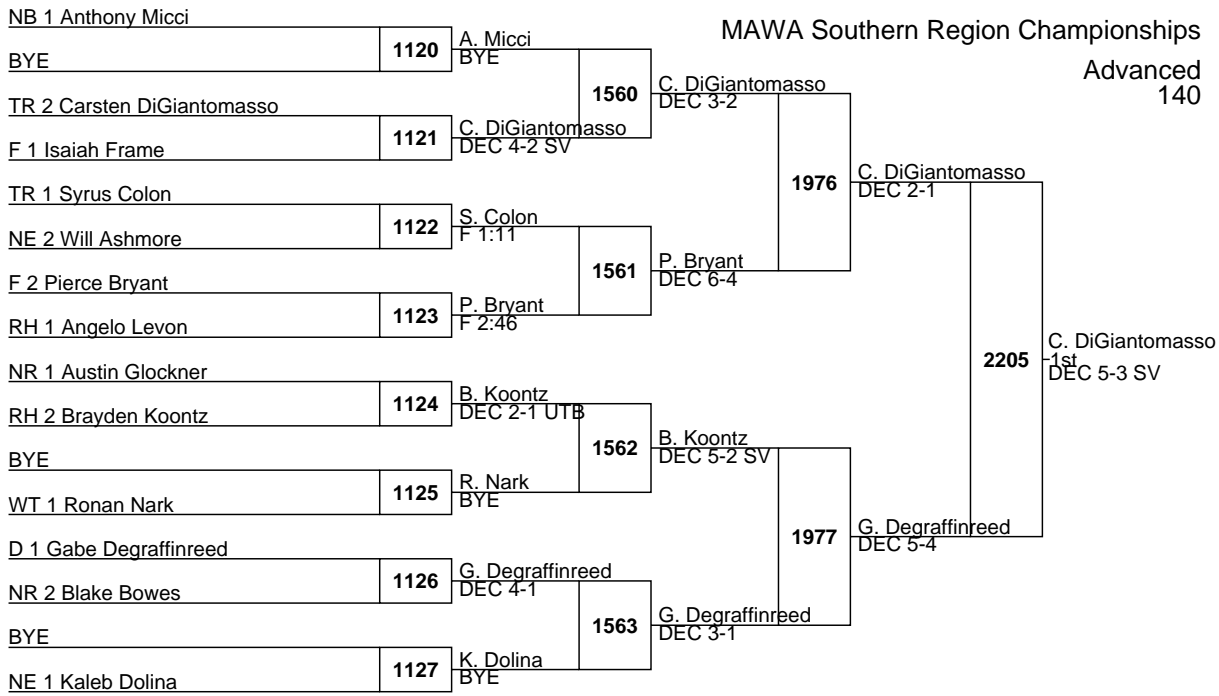 NB 1 Anthony Micci
BYE
TR 2 Carsten DiGiantomasso
F 1 Isaiah Frame
TR 1 Syrus Colon
NE 2 Will Ashmore
F 2 Pierce Bryant
RH 1 Angelo Levon
NR 1 Austin Glockner
RH 2 Brayden Koontz
BYE
WT 1 Ronan Nark
D 1 Gabe Degraffinreed
NR 2 Blake Bowes
BYE
NE 1 Kaleb Dolina
1120
1121
1122
1123
1124
1125
1126
1127
A. Micci
BYE
C. DiGiantomasso
DEC 4-2 SV
S. Colon
F 1:11
P. Bryant
F 2:46
B. Koontz
DEC 2-1 UTB
R. Nark
BYE
G. Degraffinreed
DEC 4-1
K. Dolina
BYE
1560
1561
1562
1563
C. DiGiantomasso
DEC 3-2
P. Bryant
DEC 6-4
B. Koontz
DEC 5-2 SV
G. Degraffinreed
DEC 3-1
1976
1977
C. DiGiantomasso
DEC 2-1
G. Degraffinreed
DEC 5-4
2205
C. DiGiantomasso
1st
DEC 5-3 SV
MAWA Southern Region Championships
Advanced
140